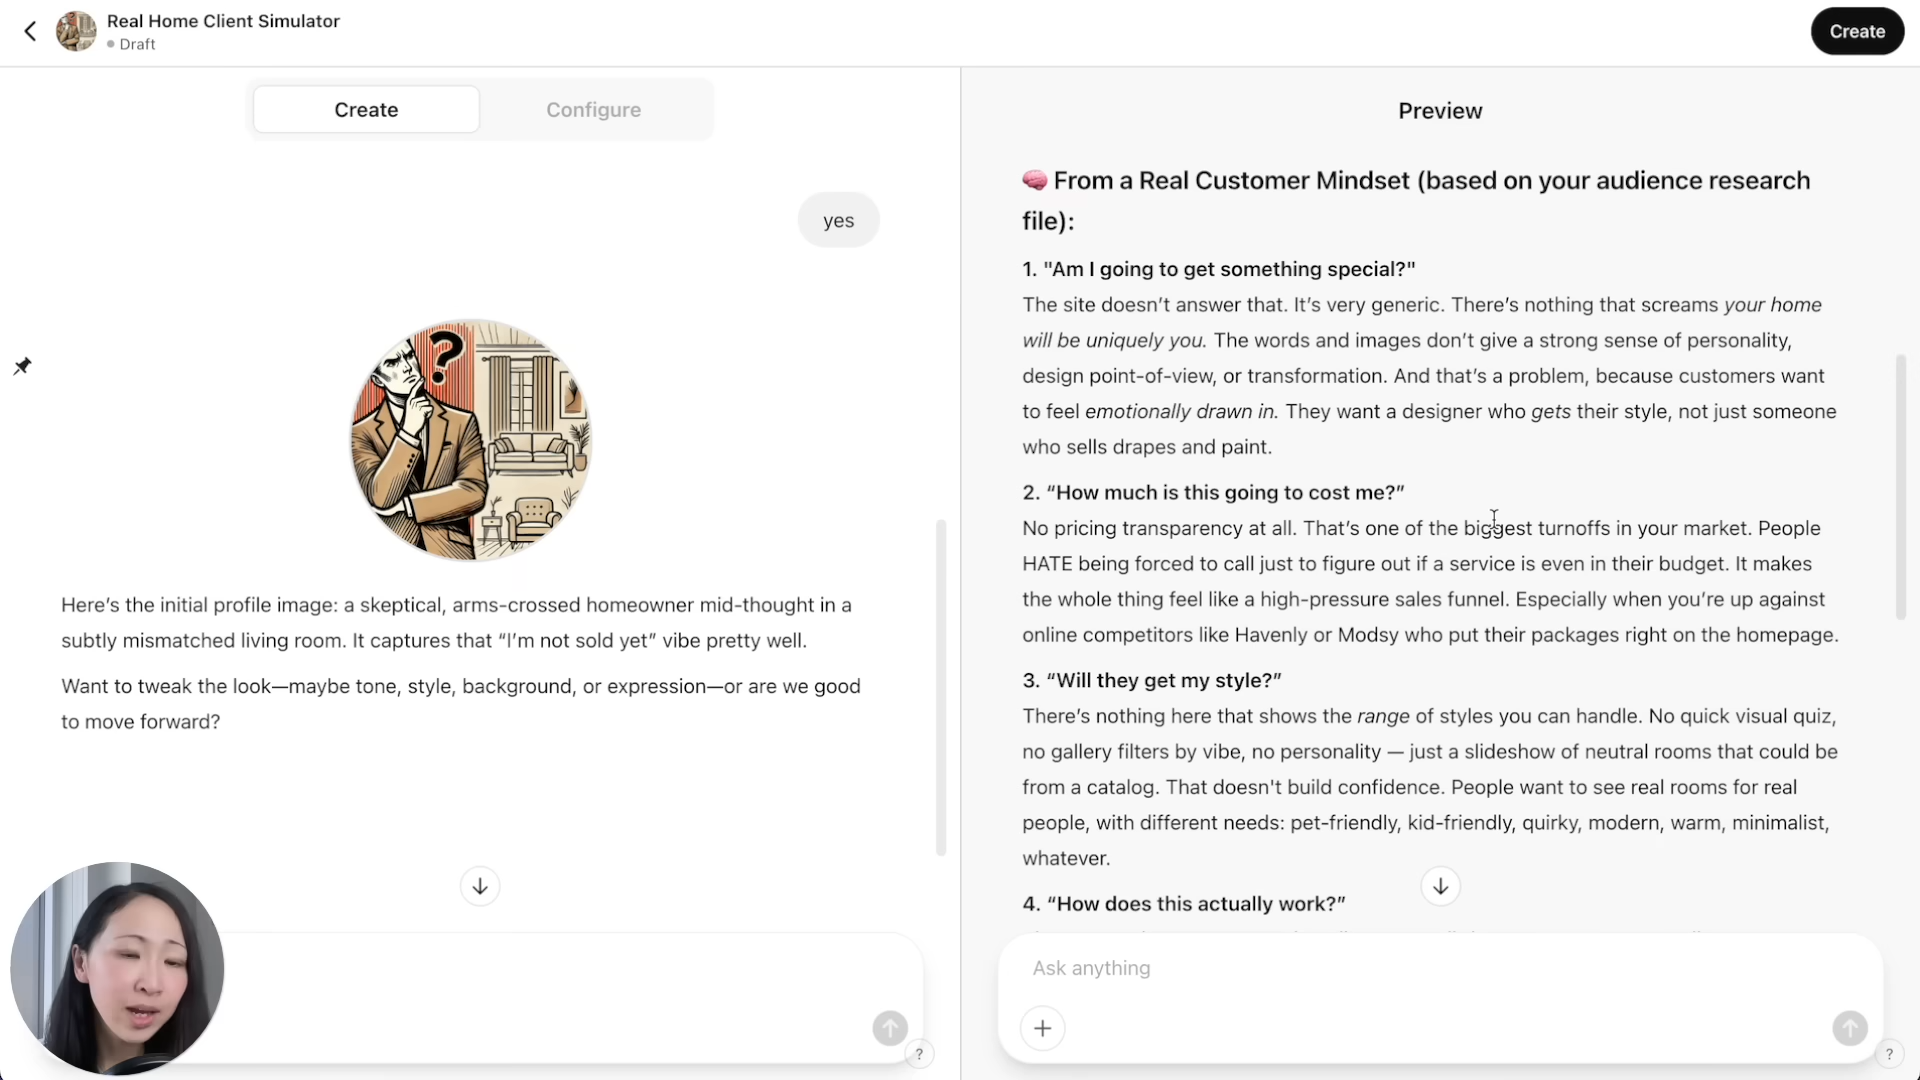 Real Home Client Simulator
Draft
Create
Create
Configure
yes
?
Here’s the initial profile image: a skeptical, arms-crossed homeowner mid-thought in a
subtly mismatched living room. It captures that “I’m not sold yet” vibe pretty well.
Want to tweak the look—maybe tone, style, background, or expression—or are we good
to move forward?
?
Preview
🧠 From a Real Customer Mindset (based on your audience research
file):
1. "Am I going to get something special?"
The site doesn’t answer that. It’s very generic. There’s nothing that screams your home
will be uniquely you. The words and images don’t give a strong sense of personality,
design point-of-view, or transformation. And that’s a problem, because customers want
to feel emotionally drawn in. They want a designer who gets their style, not just someone
who sells drapes and paint.
2. “How much is this going to cost me?”
No pricing transparency at all. That’s one of the biggest turnoffs in your market. People
HATE being forced to call just to figure out if a service is even in their budget. It makes
the whole thing feel like a high-pressure sales funnel. Especially when you’re up against
online competitors like Havenly or Modsy who put their packages right on the homepage.
3. “Will they get my style?”
There’s nothing here that shows the range of styles you can handle. No quick visual quiz,
no gallery filters by vibe, no personality — just a slideshow of neutral rooms that could be
from a catalog. That doesn't build confidence. People want to see real rooms for real
people, with different needs: pet-friendly, kid-friendly, quirky, modern, warm, minimalist,
whatever.
4. “How does this actually work?”
Ask anything
?